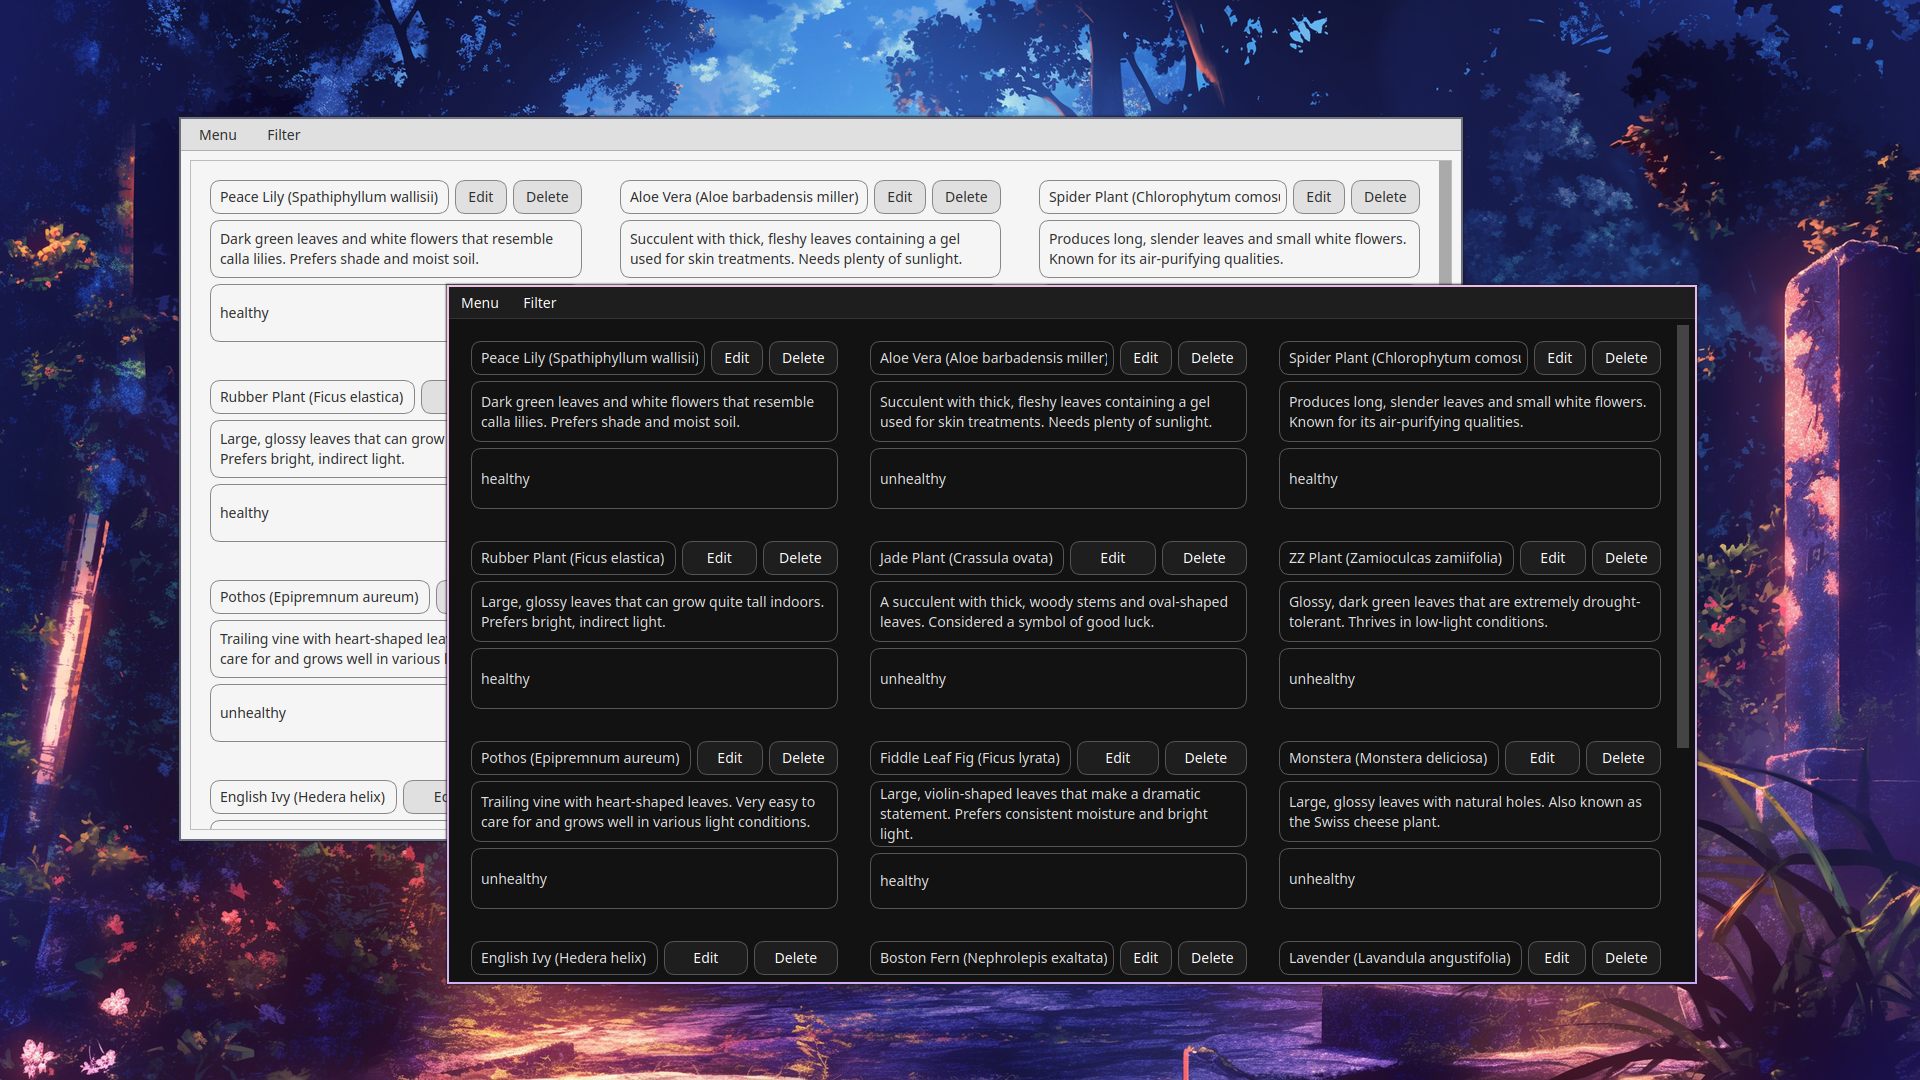 Menu Filter
Peace Lily (Spathiphyllum wallisii) Edit Delete
Aloe Vera (Aloe barbadensis miller) Edit Delete
Spider Plant (Chlorophytum comosu Edit Delete
Dark green leaves and white flowers that resemble
calla lilies. Prefers shade and moist soil.
Succulent with thick, fleshy leaves containing a gel
used for skin treatments. Needs plenty of sunlight.
Produces long, slender leaves and small white flowers.
Known for its air-purifying qualities.
healthy
Rubber Plant (Ficus elastica)
Large, glossy leaves that can grow
Prefers bright, indirect light.
healthy
Pothos (Epipremnum aureum)
Trailing vine with heart-shaped lea
care for and grows well in various
unhealthy
English Ivy (Hedera helix) Ed
Menu Filter
Peace Lily (Spathiphyllum wallisii) Edit Delete
Dark green leaves and white flowers that resemble
calla lilies. Prefers shade and moist soil.
healthy
Aloe Vera (Aloe barbadensis miller) Edit Delete
Succulent with thick, fleshy leaves containing a gel
used for skin treatments. Needs plenty of sunlight.
unhealthy
Spider Plant (Chlorophytum comosu Edit Delete
Produces long, slender leaves and small white flowers.
Known for its air-purifying qualities.
healthy
Rubber Plant (Ficus elastica) Edit Delete
Large, glossy leaves that can grow quite tall indoors.
Prefers bright, indirect light.
healthy
Jade Plant (Crassula ovata) Edit Delete
A succulent with thick, woody stems and oval-shaped
leaves. Considered a symbol of good luck.
unhealthy
ZZ Plant (Zamioculcas zamiifolia) Edit Delete
Glossy, dark green leaves that are extremely drought-
tolerant. Thrives in low-light conditions.
unhealthy
Pothos (Epipremnum aureum) Edit Delete
Trailing vine with heart-shaped leaves. Very easy to
care for and grows well in various light conditions.
unhealthy
Fiddle Leaf Fig (Ficus lyrata) Edit Delete
Large, violin-shaped leaves that make a dramatic
statement. Prefers consistent moisture and bright
light.
healthy
Monstera (Monstera deliciosa) Edit Delete
Large, glossy leaves with natural holes. Also known as
the Swiss cheese plant.
unhealthy
English Ivy (Hedera helix) Edit Delete
Boston Fern (Nephrolepis exaltata) Edit Delete
Lavender (Lavandula angustifolia) Edit Delete